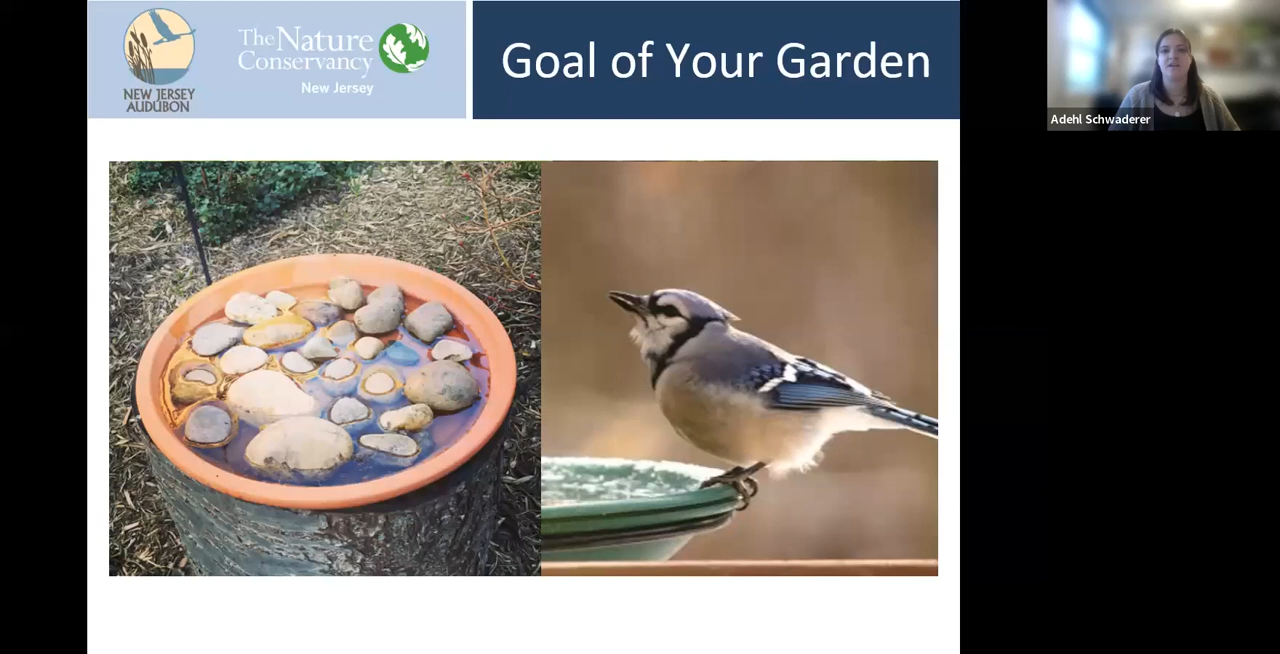 NEW JERSEY
AUDUBON
The Nature
Conservancy
New Jersey
Goal of Your Garden
Adehl Schwaderer